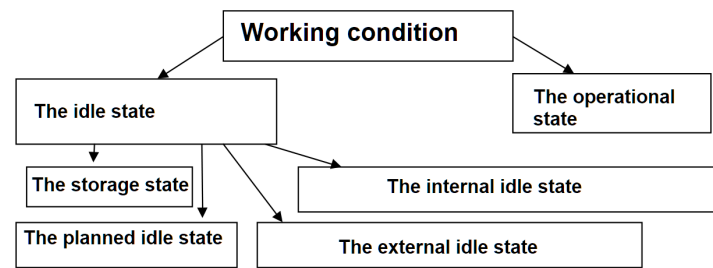 Working condition
The idle state
The operational
state
The storage state
The internal idle state
The planned idle state
The external idle state